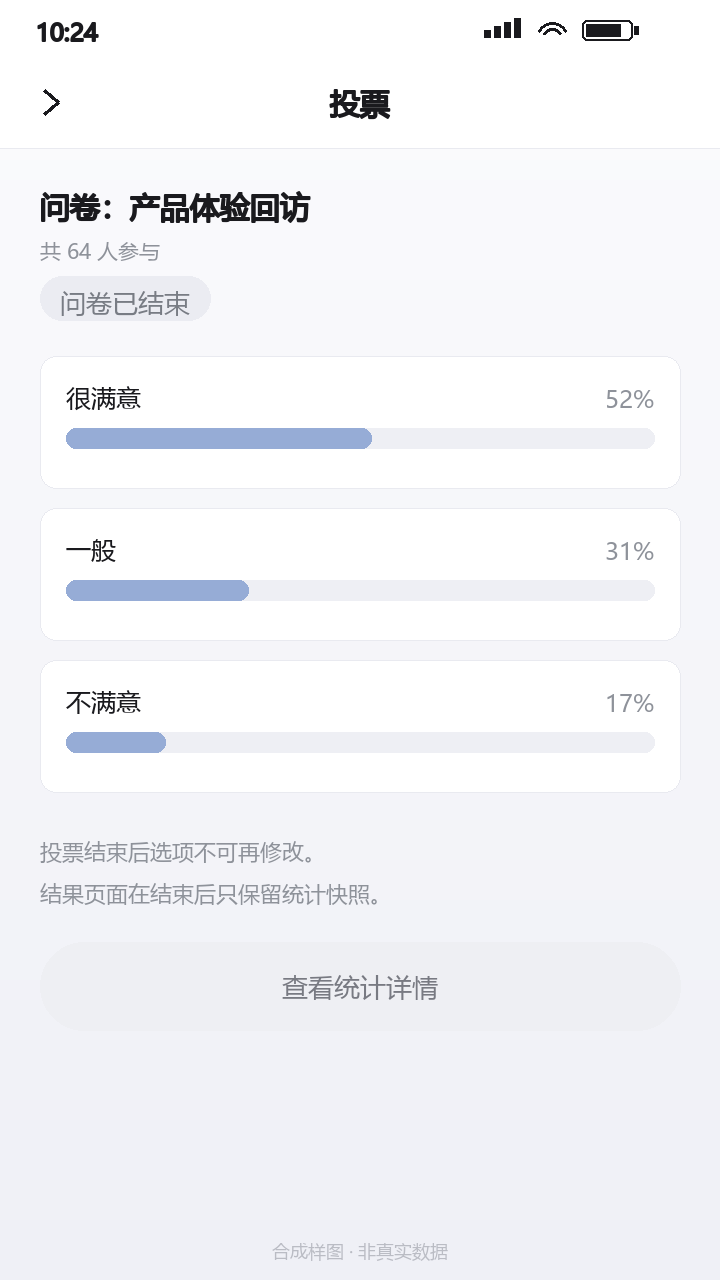 10:24
投票
问卷：产品体验回访
共 64 人参与
问卷已结束
很满意 52%
一般 31%
不满意 17%
投票结束后选项不可再修改。
结果页面在结束后只保留统计快照。
查看统计详情
合成样图 · 非真实数据